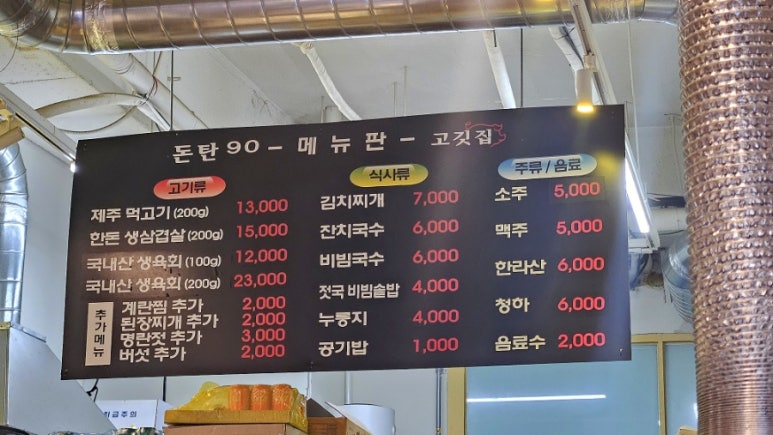 돈탄90 - 메뉴판 - 고깃집
고기류
제주 먹고기 (200g) 13,000
한돈 생삼겹살 (200g) 15,000
국내산 생육회 (100g) 12,000
국내산 생육회 (200g) 23,000
추가메뉴
계란찜 추가 2,000
된장찌개 추가 2,000
명란젓 추가 3,000
버섯 추가 2,000
식사류
김치찌개 7,000
잔치국수 6,000
비빔국수 6,000
젓국 비빔솥밥 4,000
누룽지 4,000
공기밥 1,000
주류 / 음료
소주 5,000
맥주 5,000
한라산 6,000
청하 6,000
음료수 2,000